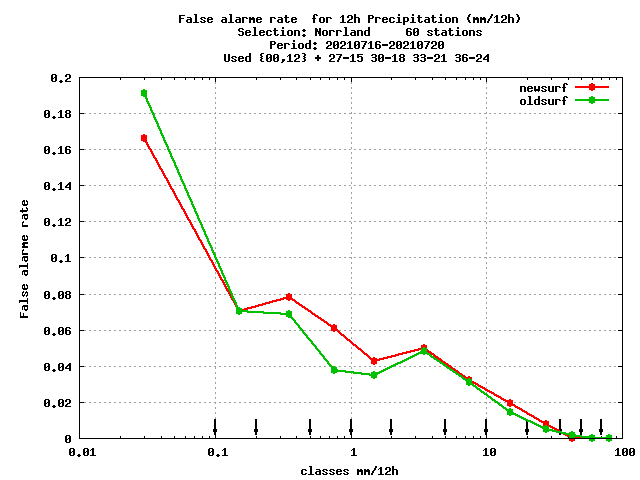 False alarme rate  for 12h Precipitation (mm/12h)
Selection: Norrland     60 stations
Period: 20210716-20210720
Used {00,12} + 27-15 30-18 33-21 36-24
newsurf
oldsurf
False alarme rate
0.2
0.18
0.16
0.14
0.12
0.1
0.08
0.06
0.04
0.02
0
0.01 0.1 1 10 100
classes mm/12h